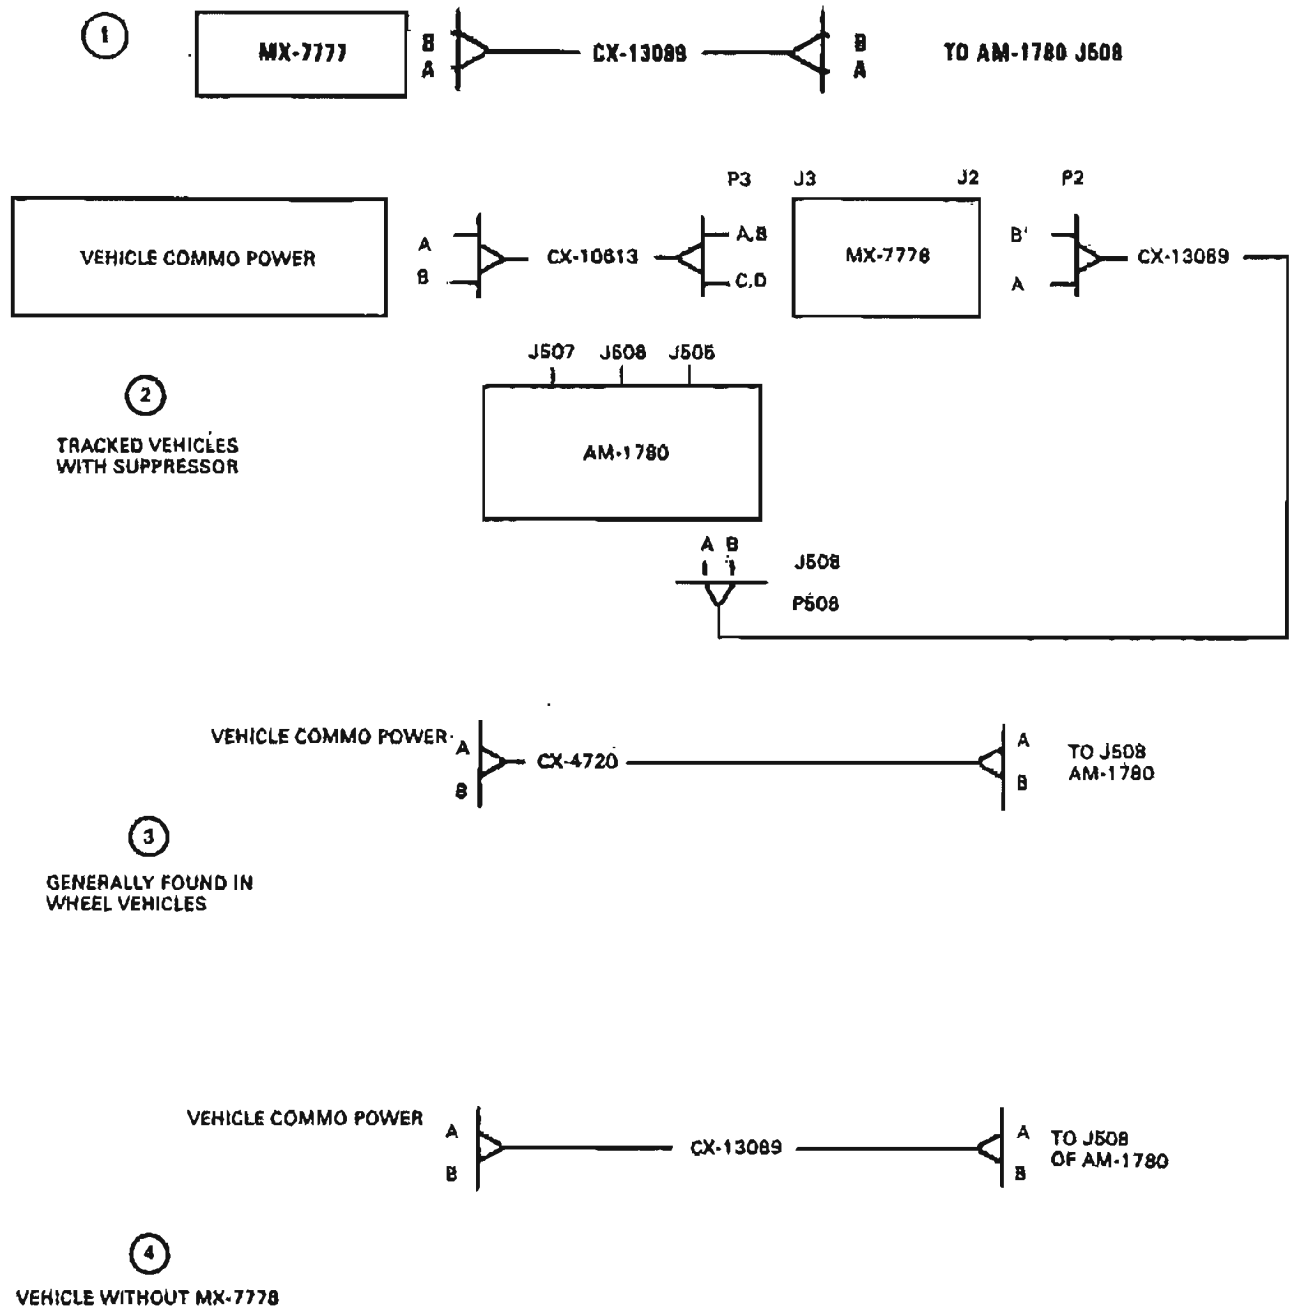 1
MX-7777
B
A
CX-13089
B
A
TO AM-1780 J508
P3
J3
J2
P2
VEHICLE COMMO POWER
A
B
CX-10613
A,B
C,D
MX-7778
B
A
CX-13089
J507
J505
2
AM-1780
TRACKED VEHICLES
WITH SUPPRESSOR
A B
J508
P508
VEHICLE COMMO POWER
A
B
CX-4720
A
B
TO J508
AM-1780
3
GENERALLY FOUND IN
WHEEL VEHICLES
VEHICLE COMMO POWER
A
B
CX-13089
A
B
TO J508
OF AM-1780
4
VEHICLE WITHOUT MX-7778